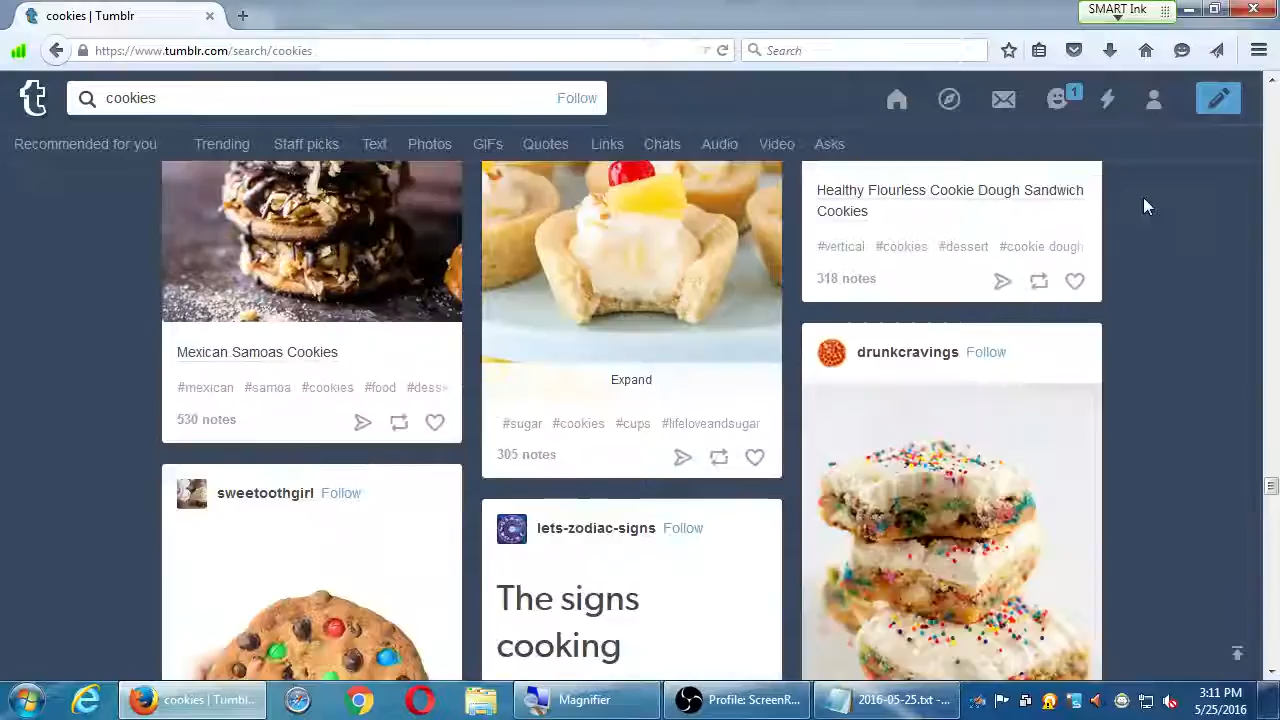 cookies | Tumblr
SMART Ink
https://www.tumblr.com/search/cookies
Search
cookies
Follow
1
Recommended for you Trending Staff picks Text Photos GIFs Quotes Links Chats Audio Video Asks
Mexican Samoas Cookies
#mexican #samoa #cookies #food #dess
530 notes
sweetoothgirl Follow
Expand
#sugar #cookies #cups #lifeloveandsugar
305 notes
lets-zodiac-signs Follow
The signs
cooking
Healthy Flourless Cookie Dough Sandwich
Cookies
#vertical #cookies #dessert #cookie dough
318 notes
drunkcravings Follow
cookies | Tumbl...
Magnifier
Profile: ScreenR...
2016-05-25.txt -...
3:11 PM
5/25/2016